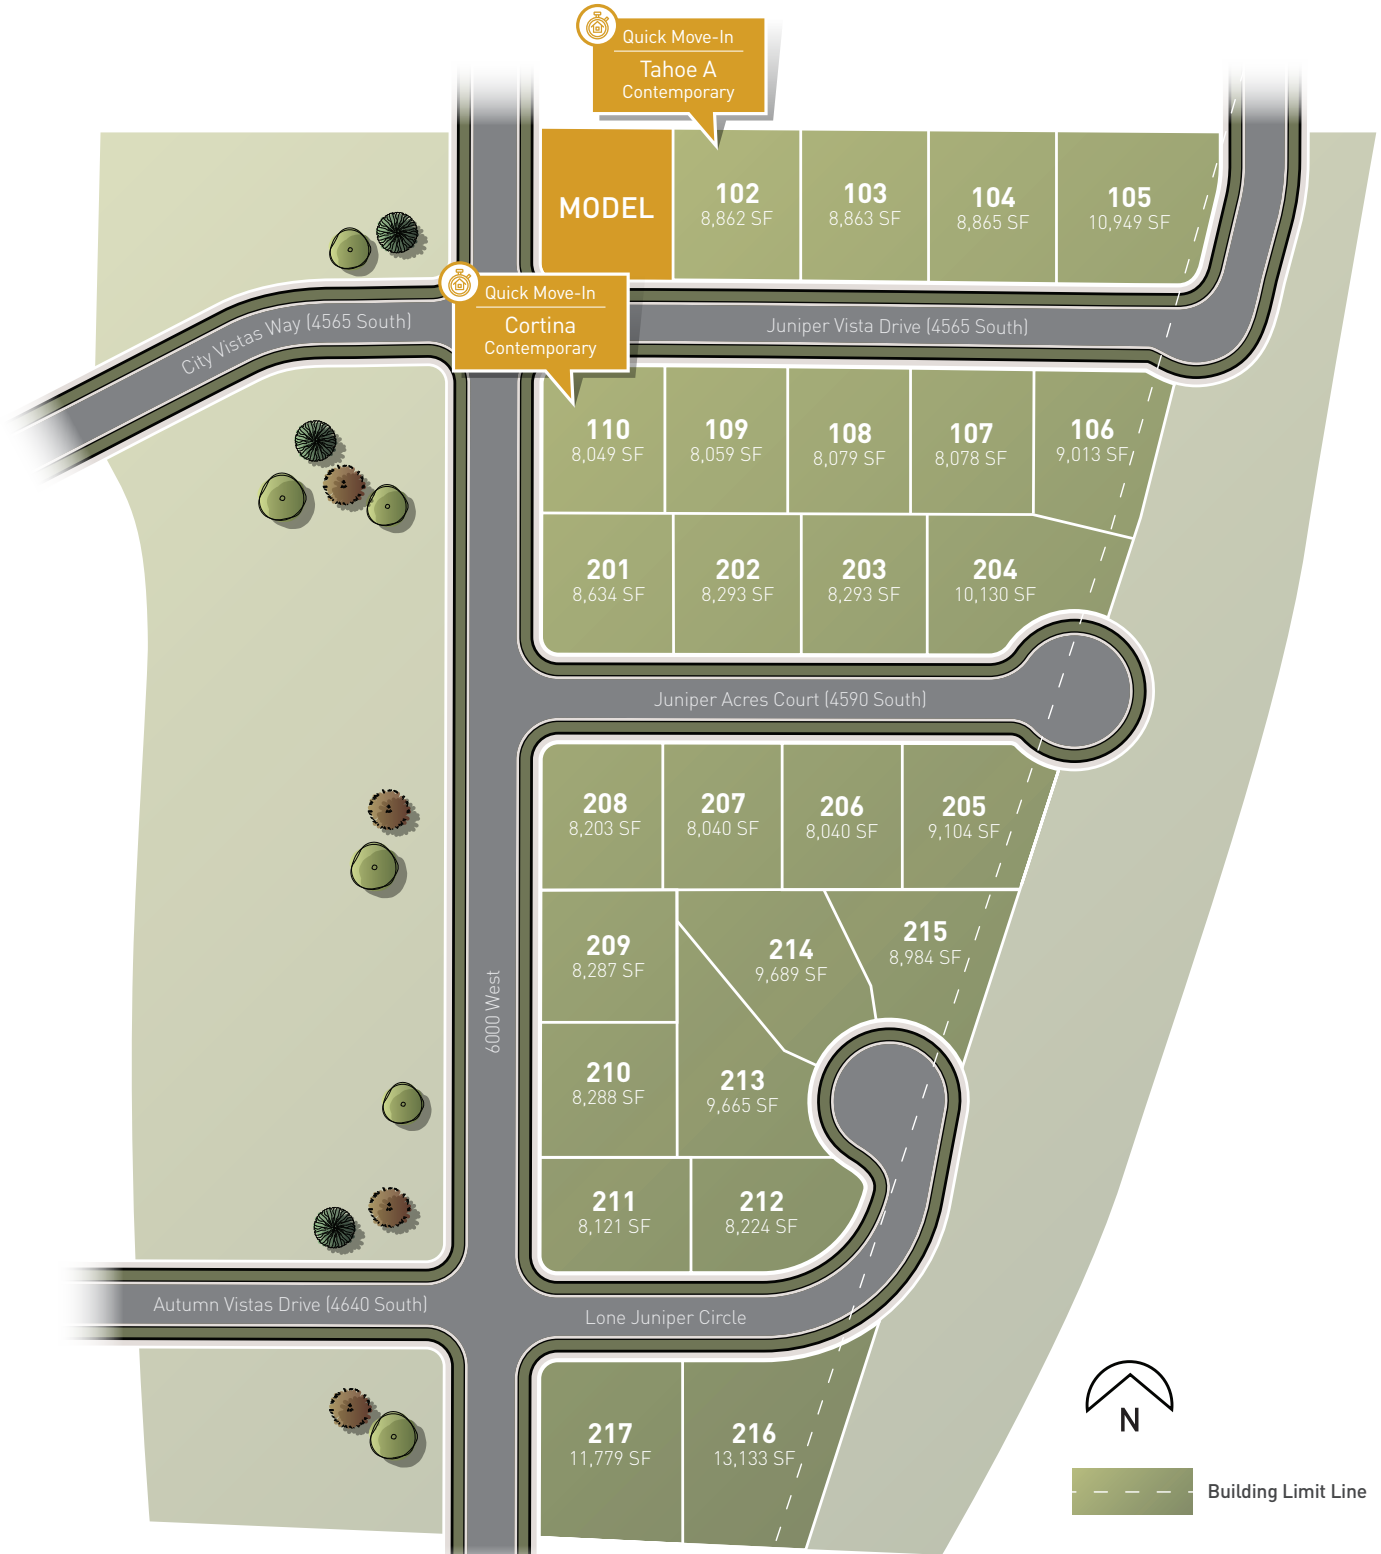 Quick Move-In
Tahoe A
Contemporary
MODEL
102
8,862 SF
103
8,863 SF
104
8,865 SF
105
10,949 SF
Quick Move-In
Cortina
Contemporary
City Vistas Way (4565 South)
Juniper Vista Drive (4565 South)
110
8,049 SF
109
8,059 SF
108
8,079 SF
107
8,078 SF
106
9,013 SF
201
8,634 SF
202
8,293 SF
203
8,293 SF
204
10,130 SF
Juniper Acres Court (4590 South)
208
8,203 SF
207
8,040 SF
206
8,040 SF
205
9,104 SF
209
8,287 SF
214
9,689 SF
215
8,984 SF
6000 West
210
8,288 SF
213
9,665 SF
211
8,121 SF
212
8,224 SF
Autumn Vistas Drive (4640 South)
Lone Juniper Circle
217
11,779 SF
216
13,133 SF
N
Building Limit Line